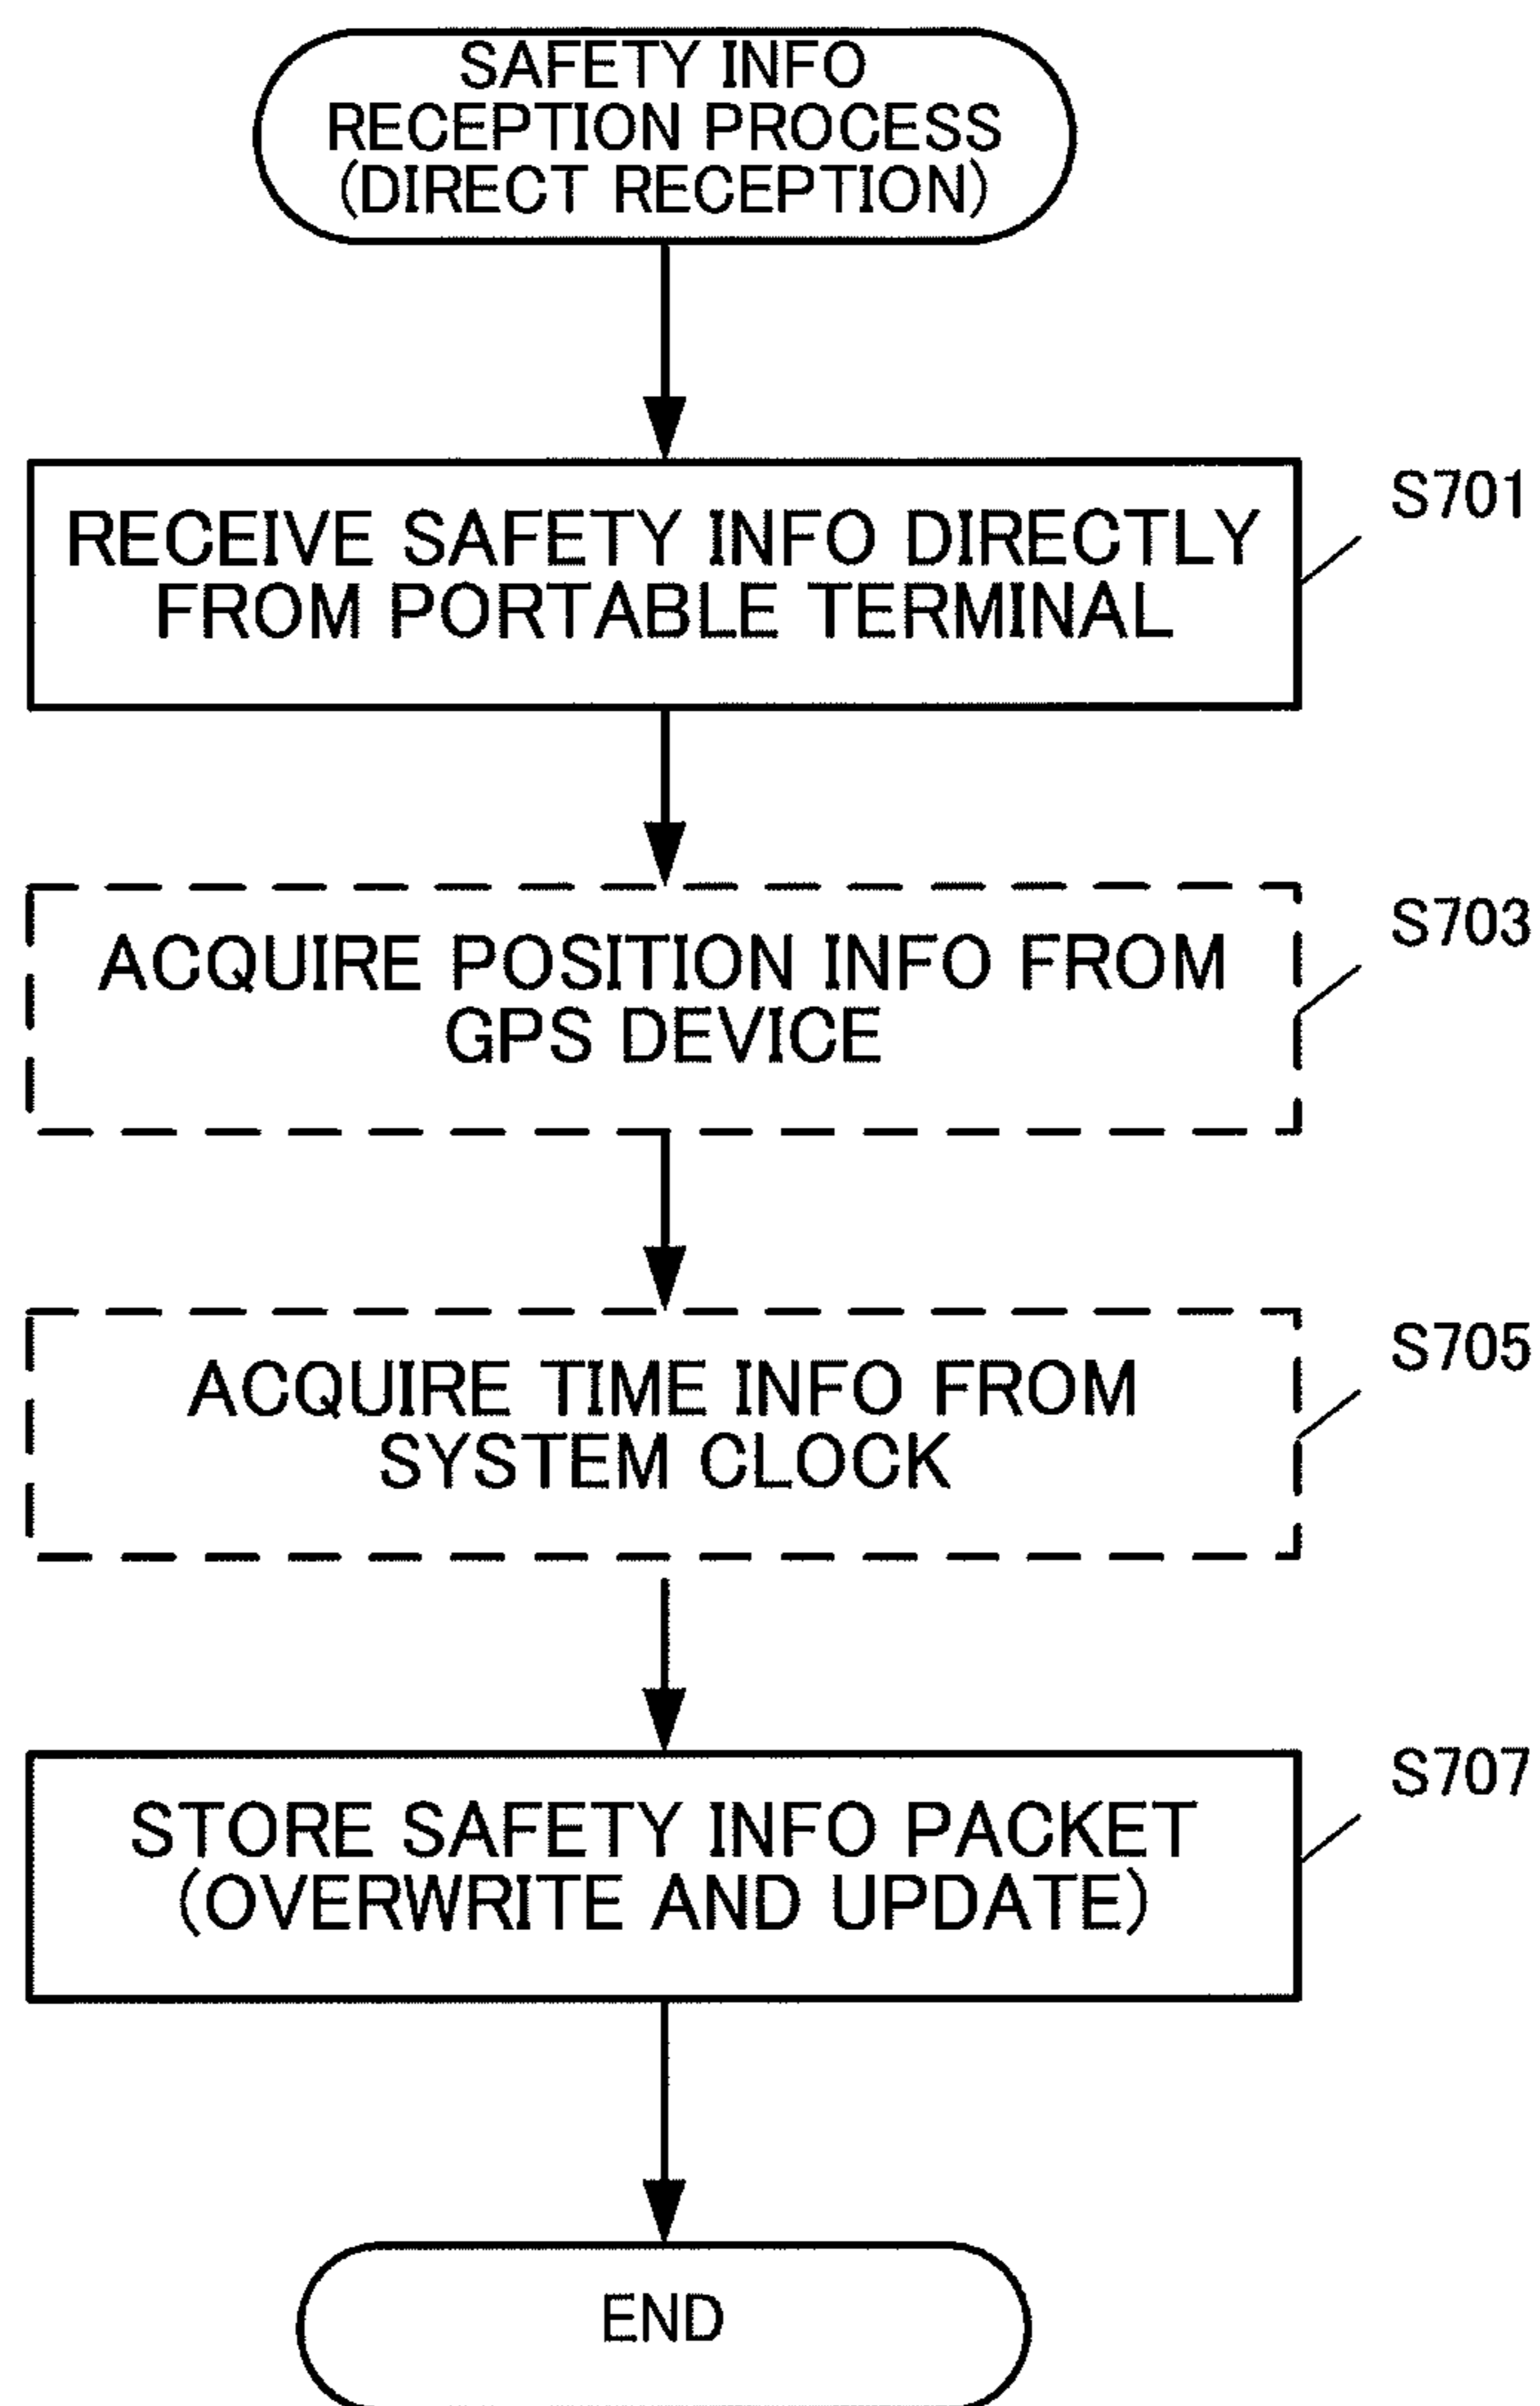 SAFETY INFO
RECEPTION PROCESS
(DIRECT RECEPTION)
RECEIVE SAFETY INFO DIRECTLY
FROM PORTABLE TERMINAL
S701
ACQUIRE POSITION INFO FROM
GPS DEVICE
S703
ACQUIRE TIME INFO FROM
SYSTEM CLOCK
S705
STORE SAFETY INFO PACKET
(OVERWRITE AND UPDATE)
S707
END